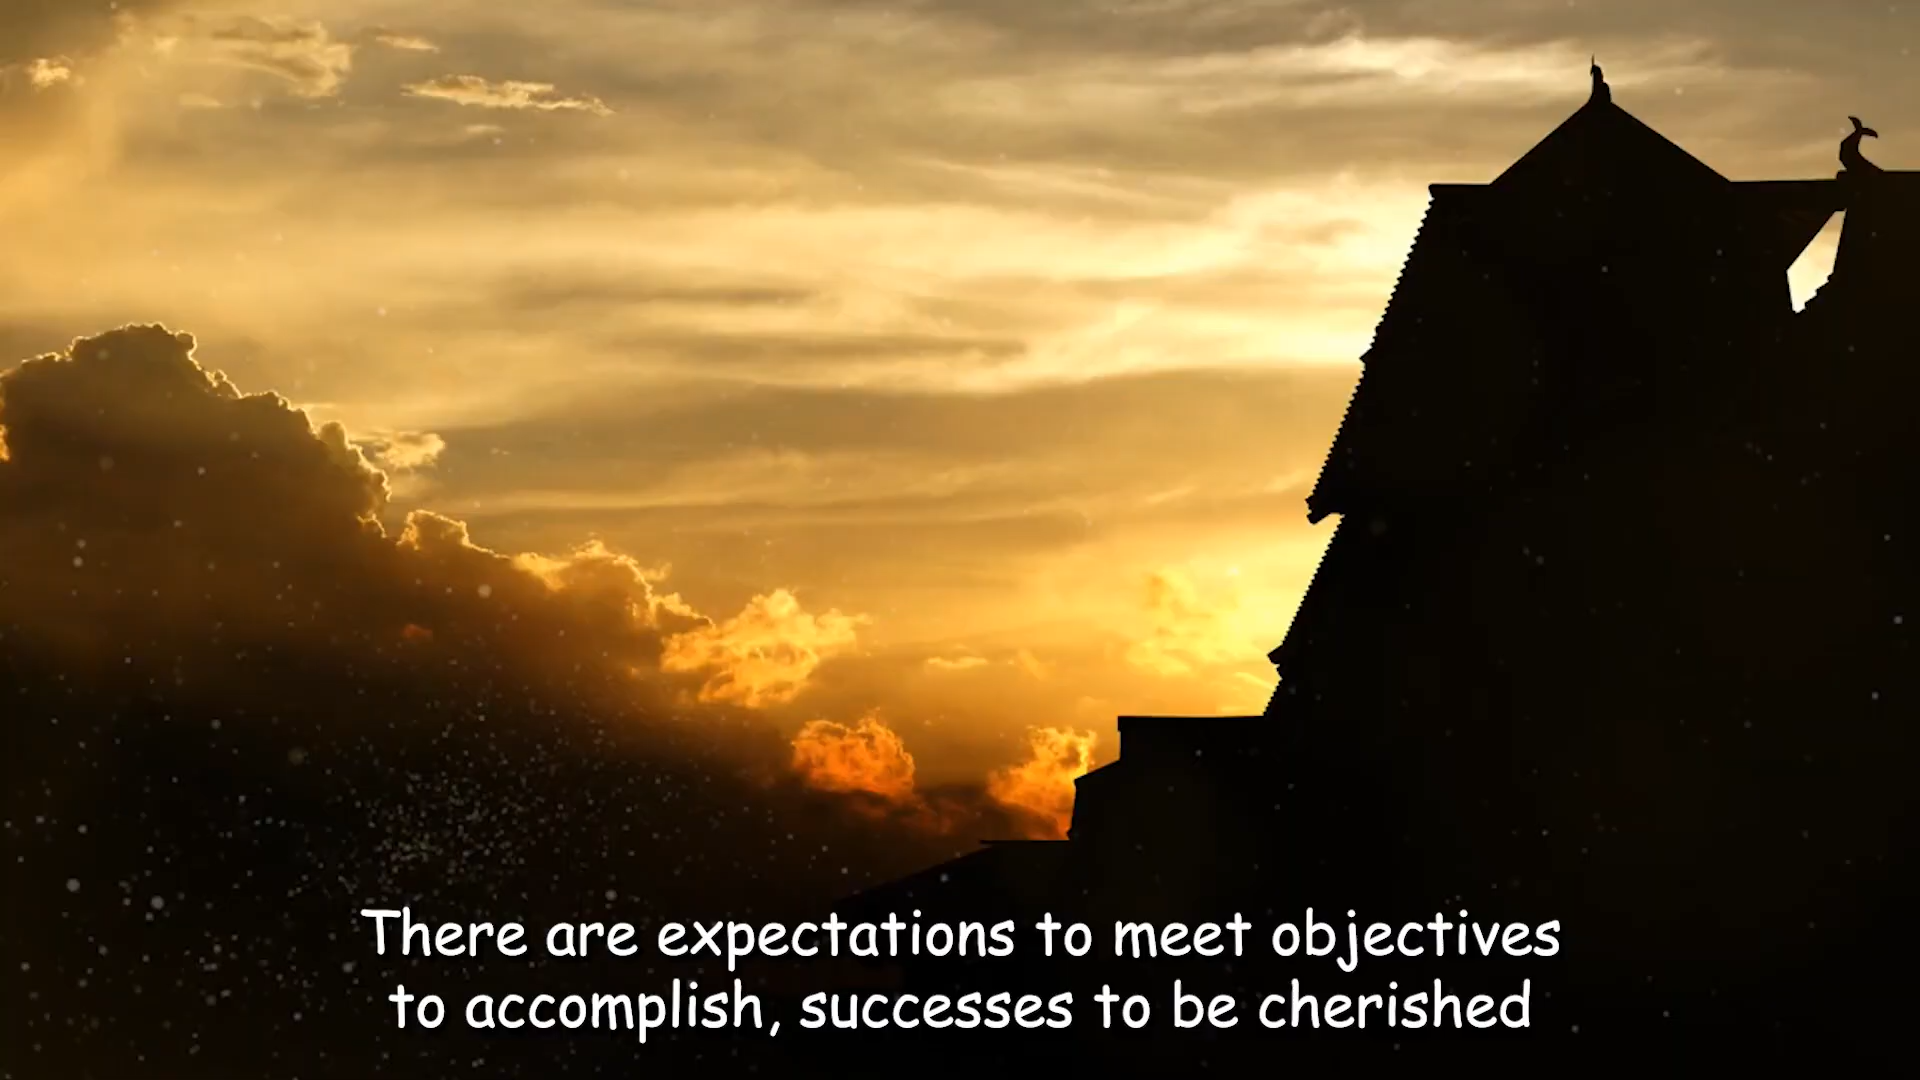 There are expectations to meet objectives
to accomplish, successes to be cherished